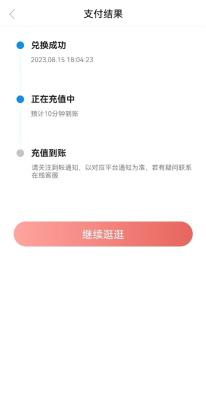 支付结果
兑换成功
2023.08.15 18:04:23
正在充值中
预计10分钟到账
充值到账
请关注到账通知，以对应平台通知为准，若有疑问联系
在线客服
继续逛逛